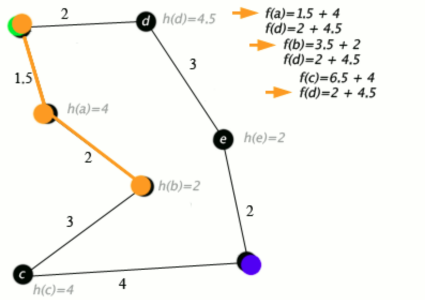 2
d
h(d)=4.5
f(a)=1.5 + 4
f(d)=2 + 4.5
f(b)=3.5 + 2
f(d)=2 + 4.5
f(c)=6.5 + 4
f(d)=2 + 4.5
1.5
3
h(a)=4
2
e
h(e)=2
h(b)=2
3
2
c
h(c)=4
4